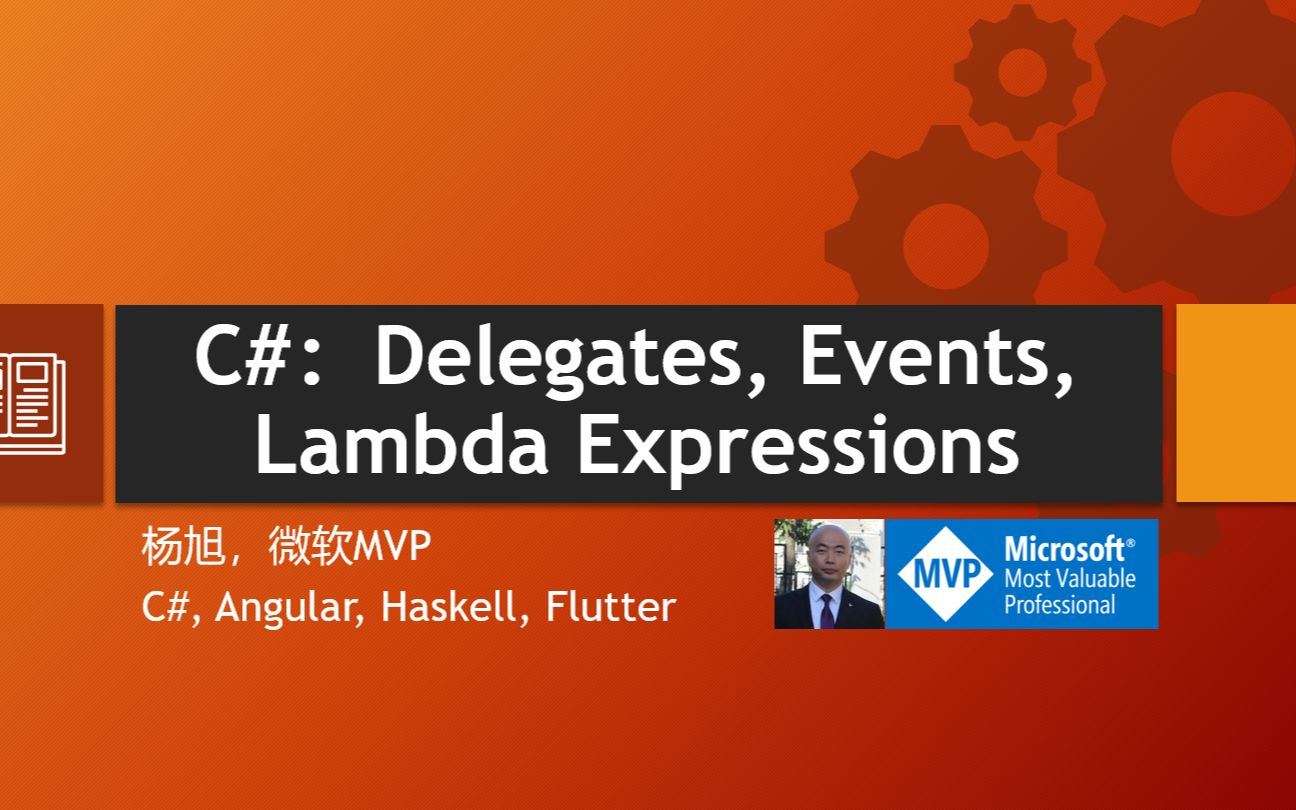 C#:  Delegates, Events,
Lambda Expressions
杨旭，微软MVP
C#, Angular, Haskell, Flutter
MVP
Microsoft®
Most Valuable
Professional